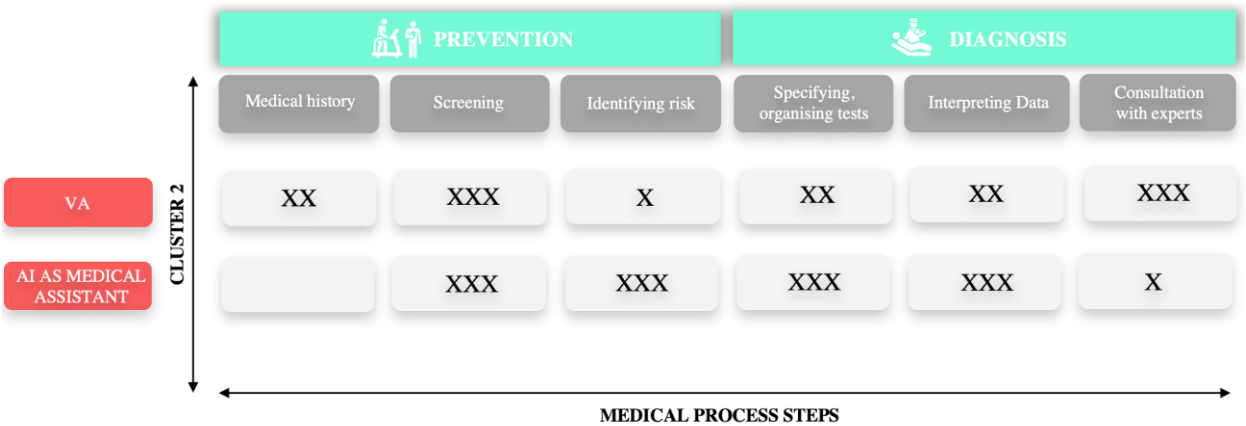 PREVENTION
DIAGNOSIS
Medical history
Screening
Identifying risk
Specifying,
organising tests
Interpreting Data
Consultation
with experts
CLUSTER 2
VA
XX
XXX
X
XX
XX
XXX
AI AS MEDICAL
ASSISTANT
XXX
XXX
XXX
XXX
X
MEDICAL PROCESS STEPS